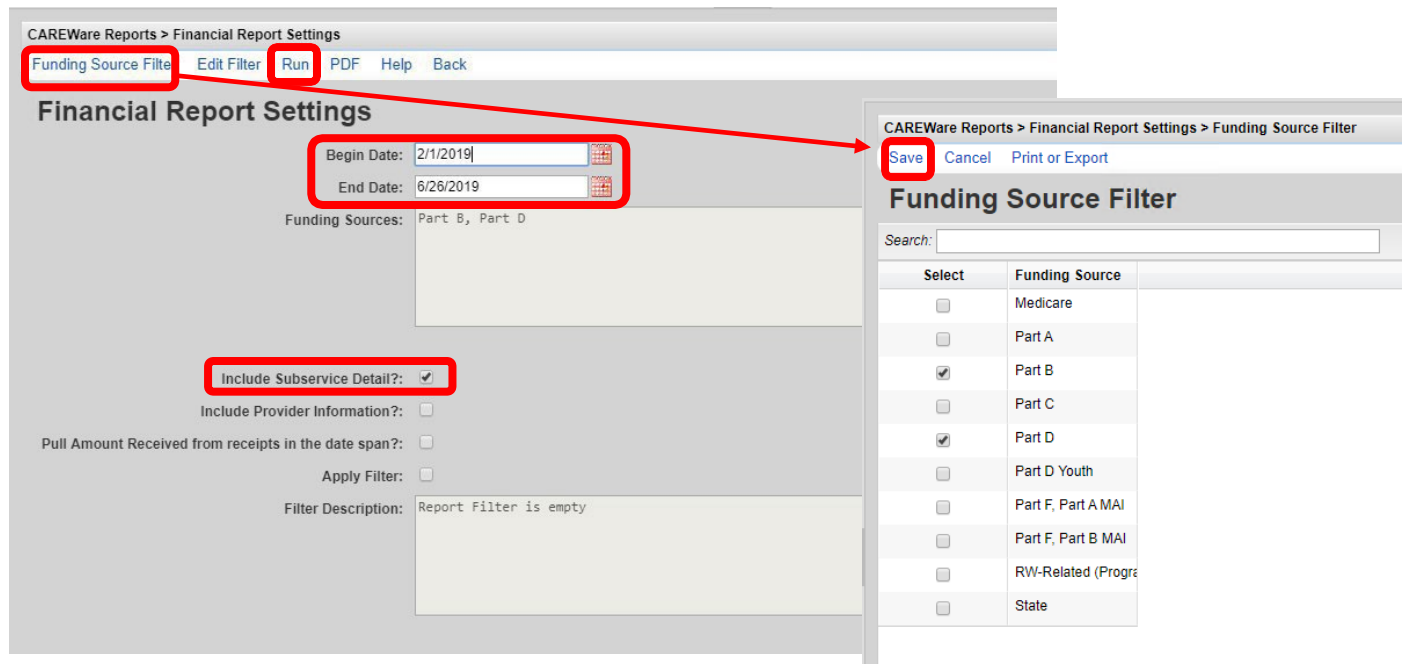 CAREWare Reports > Financial Report Settings
Funding Source Filte Edit Filter Run PDF Help Back
Financial Report Settings
Begin Date: 2/1/2019
End Date: 6/26/2019
Funding Sources: Part B, Part D
Include Subservice Detail?:
Include Provider Information?:
Pull Amount Received from receipts in the date span?:
Apply Filter:
Filter Description: Report Filter is empty
CAREWare Reports > Financial Report Settings > Funding Source Filter
Save Cancel Print or Export
Funding Source Filter
Search:
Select Funding Source
Medicare
Part A
Part B
Part C
Part D
Part D Youth
Part F, Part A MAI
Part F, Part B MAI
RW-Related (Progra
State